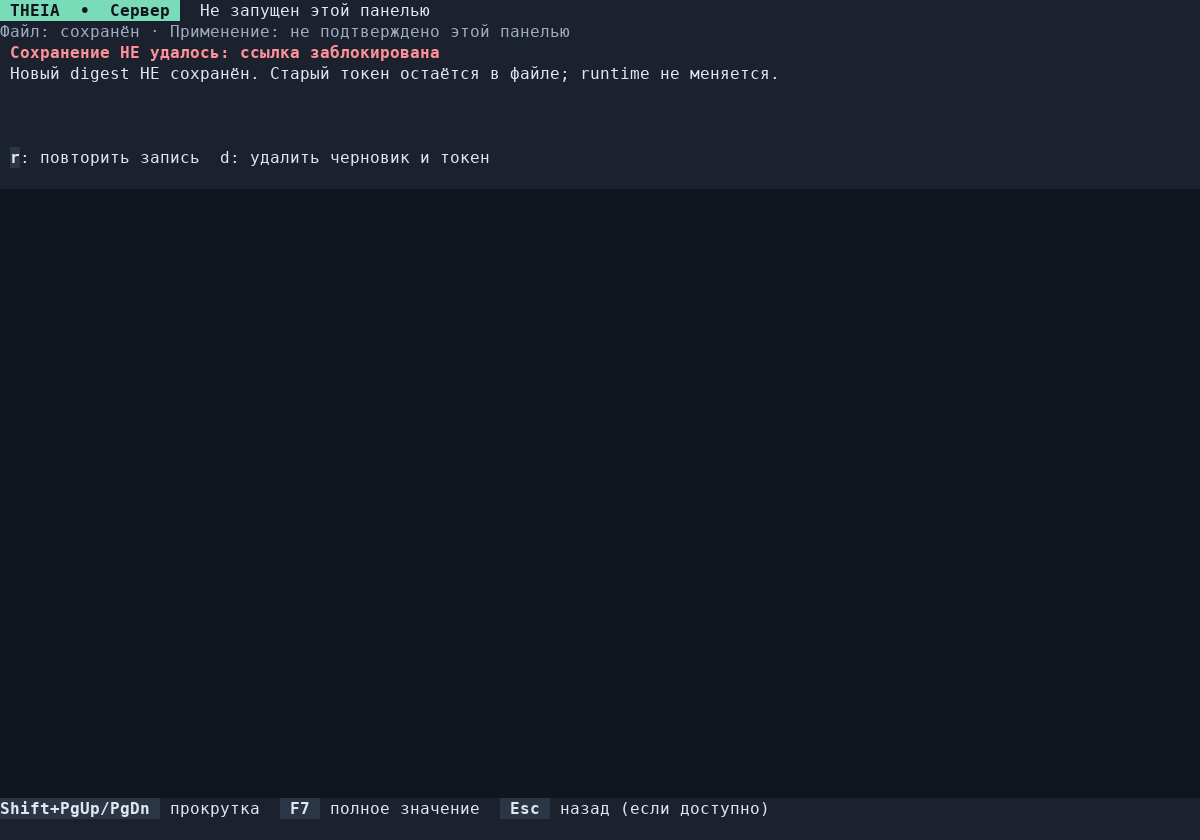 THEIA • Сервер Не запущен этой панелью
Файл: сохранён · Применение: не подтверждено этой панелью
Сохранение НЕ удалось: ссылка заблокирована
Новый digest НЕ сохранён. Старый токен остаётся в файле; runtime не меняется.
r: повторить запись d: удалить черновик и токен
Shift+PgUp/PgDn прокрутка F7 полное значение Esc назад (если доступно)